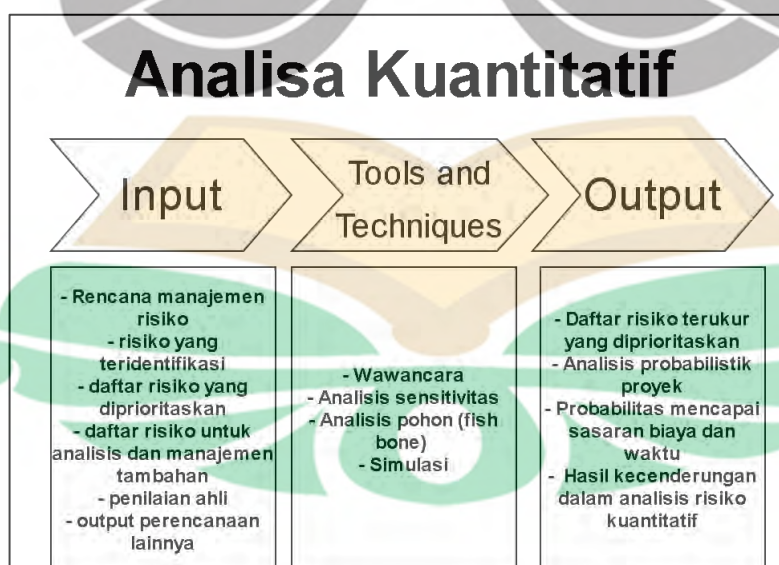 Analisa Kuantitatif
Input
Tools and
Techniques
Output
- Rencana manajemen
risiko
- risiko yang
teridentifikasi
- daftar risiko yang
diprioritaskan
- daftar risiko untuk
analisis dan manajemen
tambahan
- penilaian ahli
- output perencanaan
lainnya
- Wawancara
- Analisis sensitivitas
- Analisis pohon (fish
bone)
- Simulasi
- Daftar risiko terukur
yang diprioritaskan
- Analisis probabilistik
proyek
- Probabilitas mencapai
sasaran biaya dan
waktu
- Hasil kecenderungan
dalam analisis risiko
kuantitatif